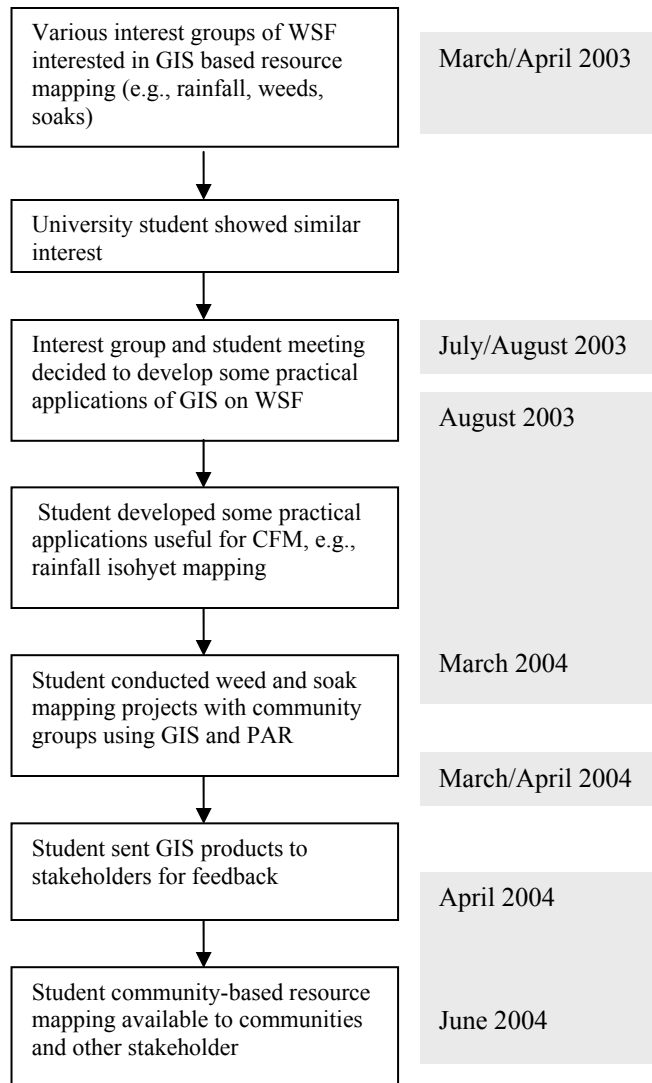 Various interest groups of WSF
interested in GIS based resource
mapping (e.g., rainfall, weeds,
soaks)
March/April 2003
University student showed similar
interest
Interest group and student meeting
decided to develop some practical
applications of GIS on WSF
July/August 2003
August 2003
Student developed some practical
applications useful for CFM, e.g.,
rainfall isohyet mapping
Student conducted weed and soak
mapping projects with community
groups using GIS and PAR
March 2004
March/April 2004
Student sent GIS products to
stakeholders for feedback
April 2004
Student community-based resource
mapping available to communities
and other stakeholder
June 2004